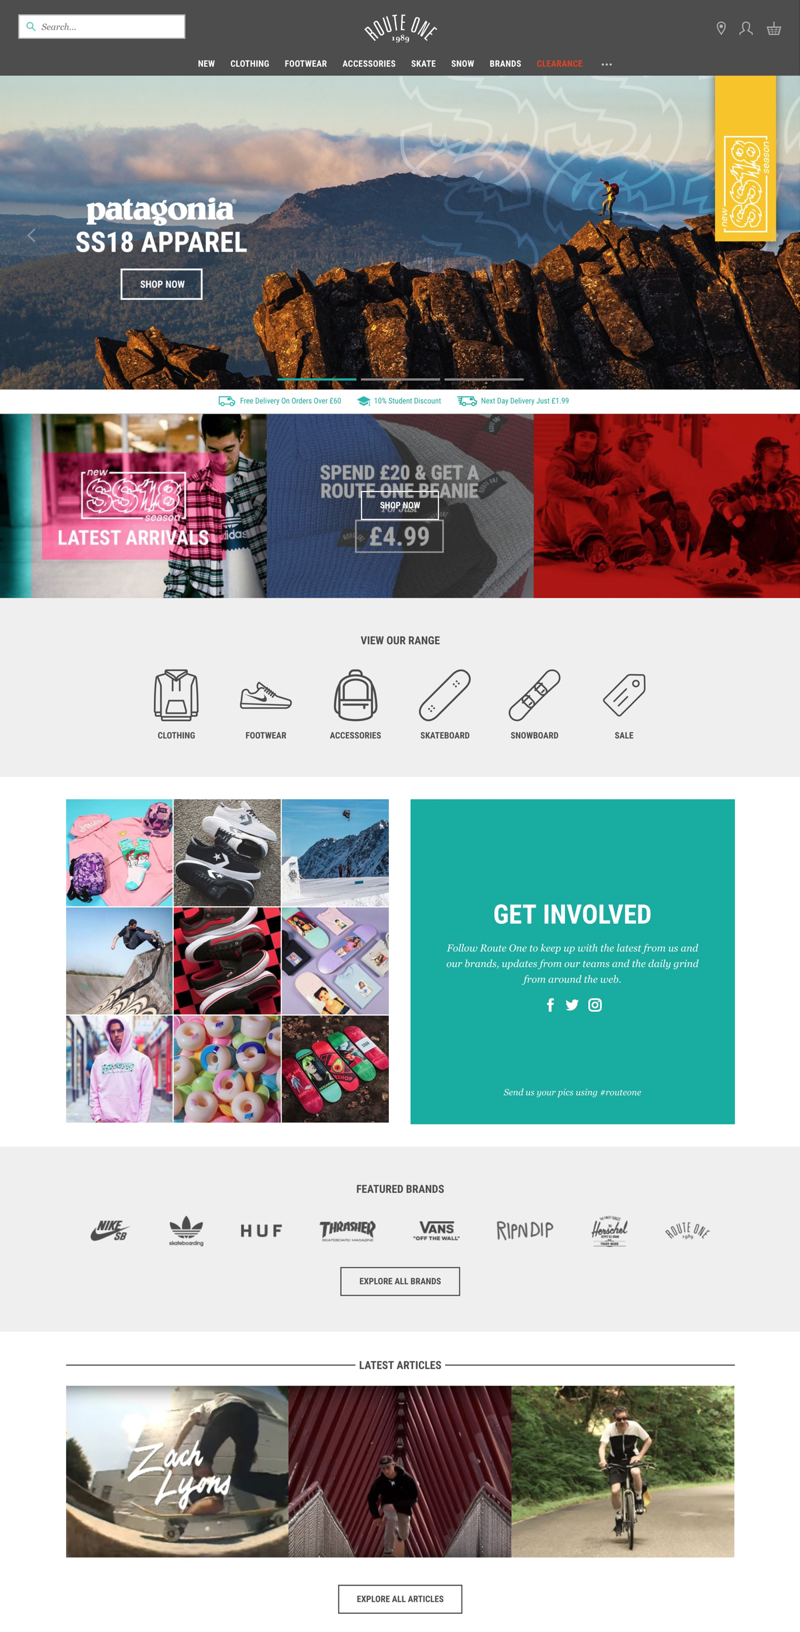 Search...
ROUTE ONE
1989
NEW CLOTHING FOOTWEAR ACCESSORIES SKATE SNOW BRANDS CLEARANCE
patagonia
SS18 APPAREL
SHOP NOW
new
SS18
season
Free Delivery On Orders Over £60
10% Student Discount
Next Day Delivery Just £1.99
new
SS18
season
LATEST ARRIVALS
adidas
SPEND £20 & GET A
ROUTE ONE BEANIE
SHOP NOW
For Just
£4.99
VIEW OUR RANGE
CLOTHING
FOOTWEAR
ACCESSORIES
SKATEBOARD
SNOWBOARD
SALE
GET INVOLVED
Follow Route One to keep up with the latest from us and
our brands, updates from our teams and the daily grind
from around the web.
Send us your pics using #routeone
FEATURED BRANDS
NIKE
SB
skateboarding
HUF
THRASHER
SKATEBOARD MAGAZINE
VANS
"OFF THE WALL"
RIPNDIP
Herschel
ROUTE ONE
1989
EXPLORE ALL BRANDS
LATEST ARTICLES
Zach
Lyons
EXPLORE ALL ARTICLES